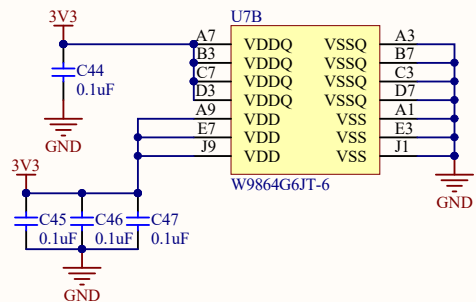 U7B
3V3
A7 VDDQ VSSQ A3
B3 VDDQ VSSQ B7
C7 VDDQ VSSQ C3
D3 VDDQ VSSQ D7
A9 VDD VSS A1
E7 VDD VSS E3
J9 VDD VSS J1
C44
0.1uF
GND
3V3
W9864G6JT-6
GND
C45 C46 C47
0.1uF 0.1uF 0.1uF
GND